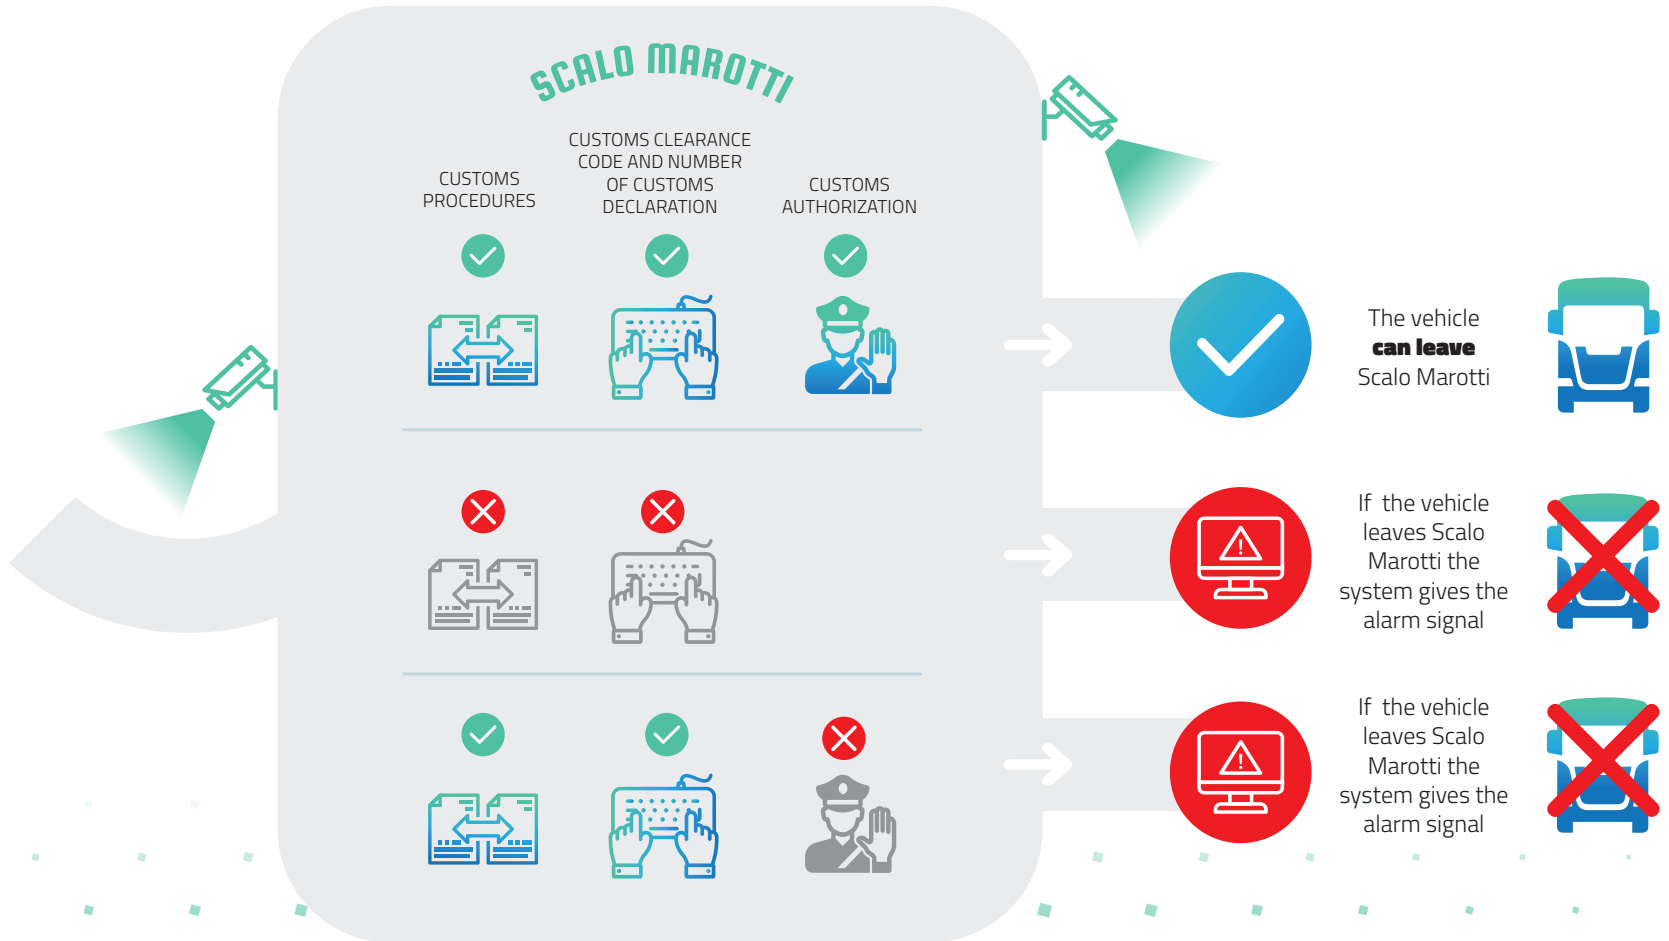 SCALO MAROTTI
CUSTOMS
PROCEDURES
CUSTOMS CLEARANCE
CODE AND NUMBER
OF CUSTOMS
DECLARATION
CUSTOMS
AUTHORIZATION
The vehicle
can leave
Scalo Marotti
If the vehicle
leaves Scalo
Marotti the
system gives the
alarm signal
If the vehicle
leaves Scalo
Marotti the
system gives the
alarm signal